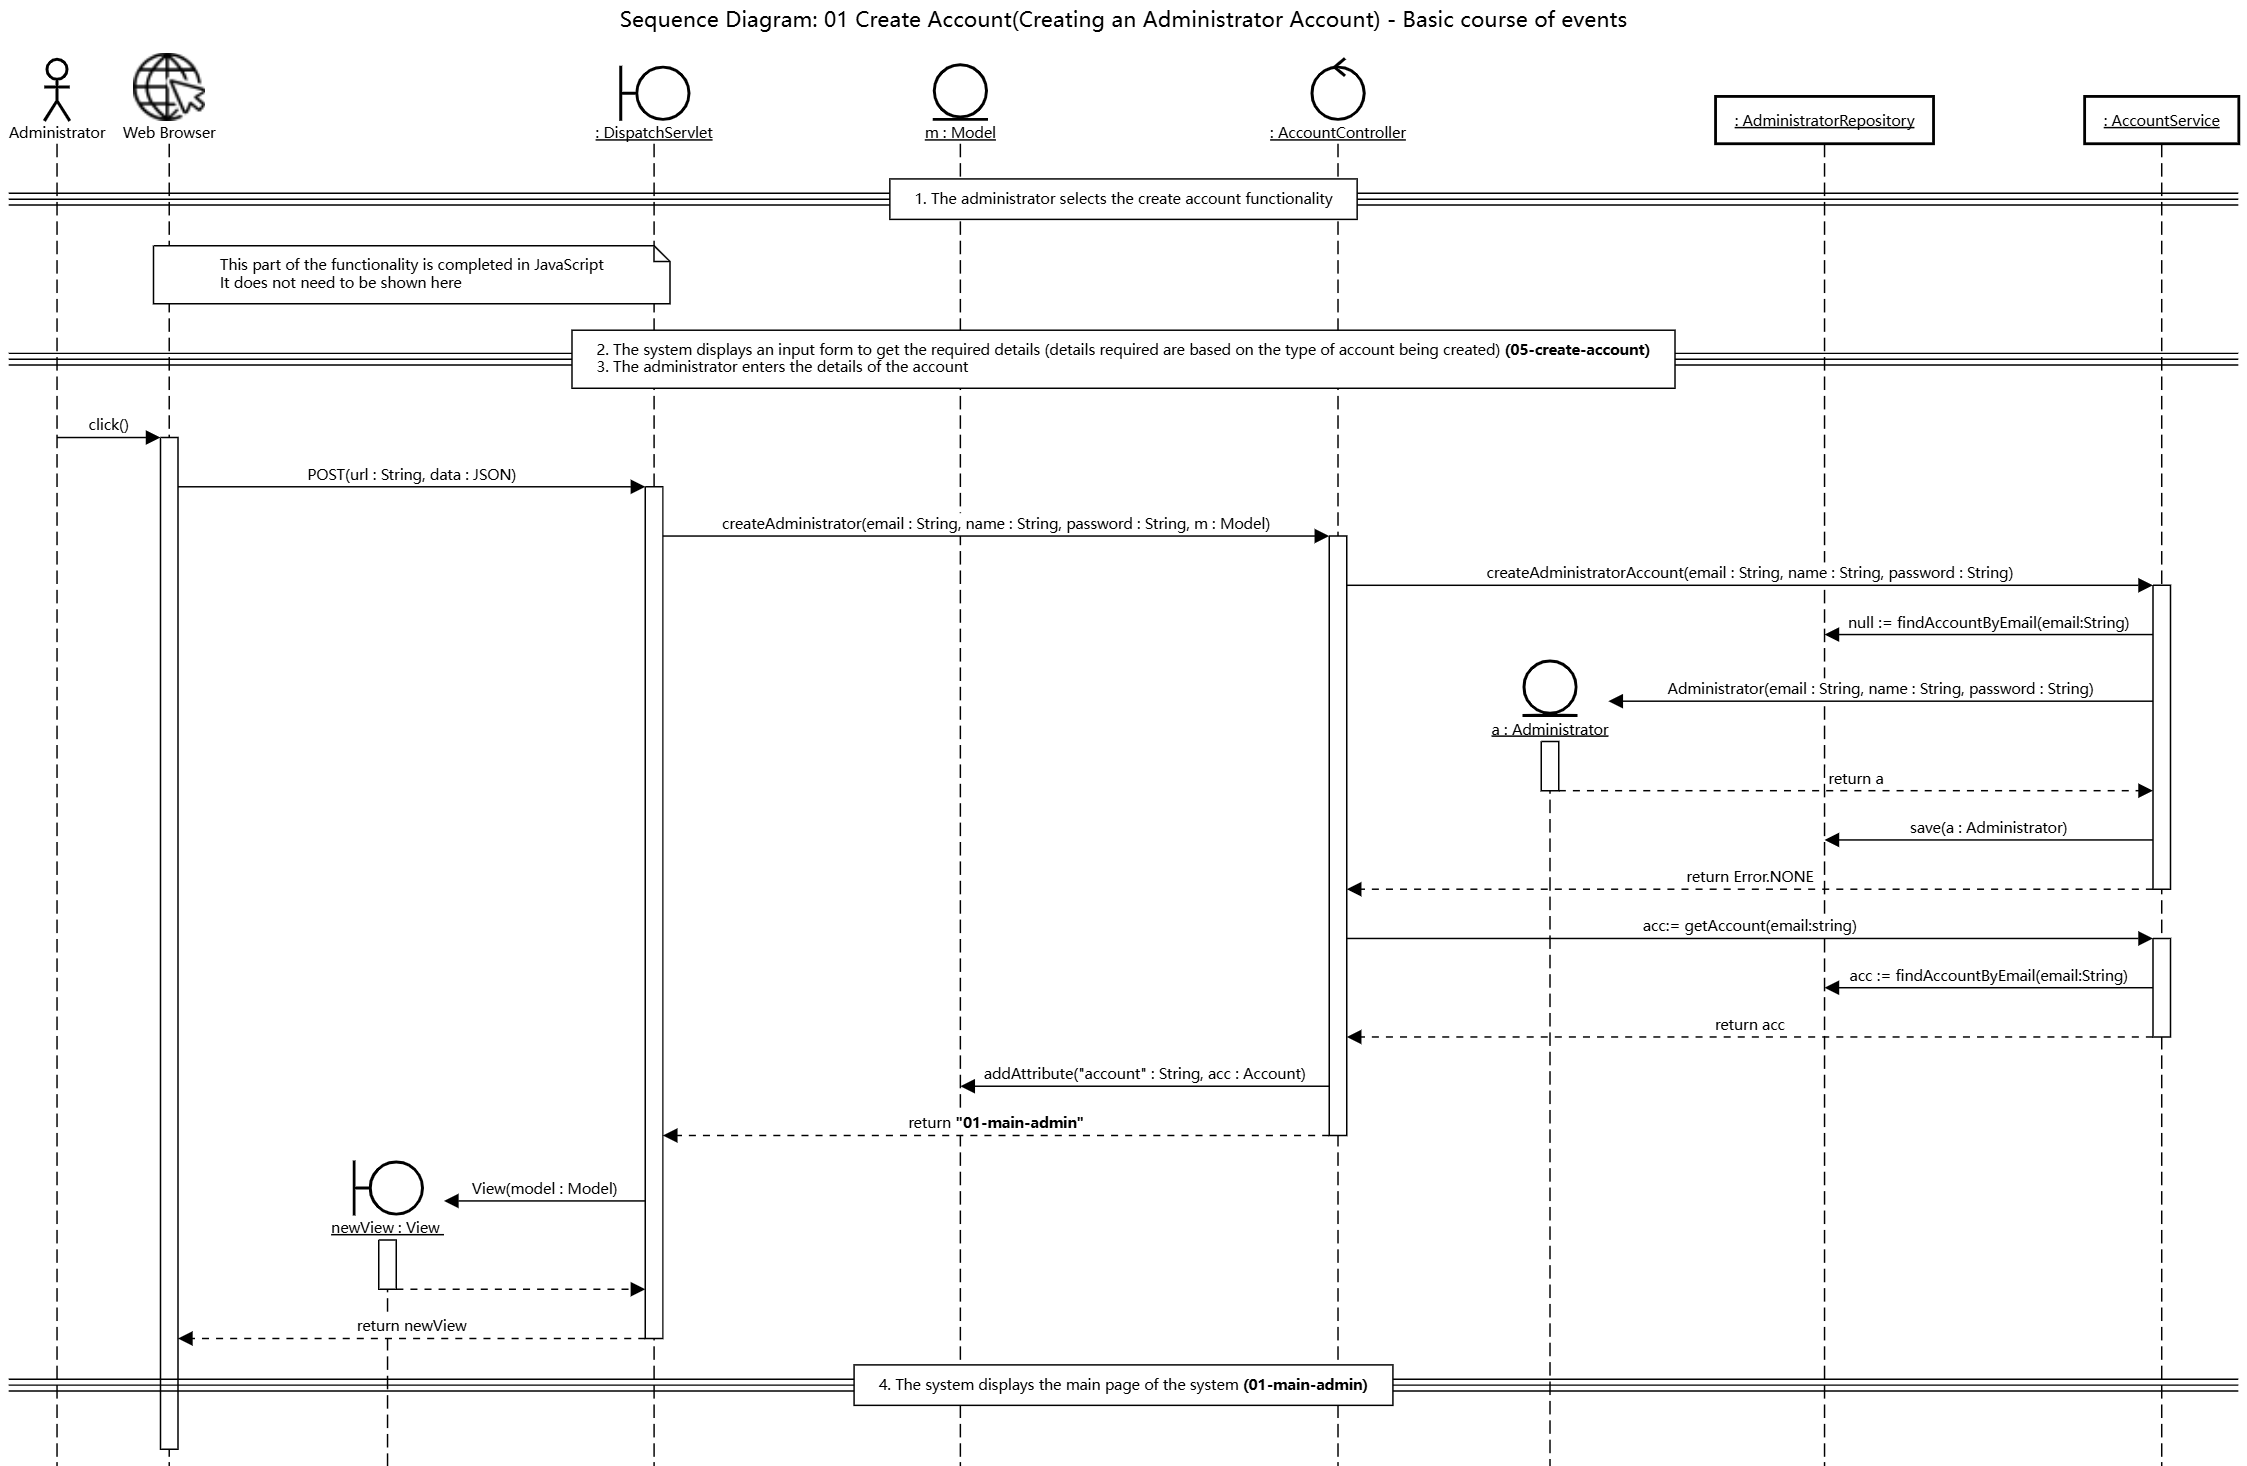 Sequence Diagram: 01 Create Account(Creating an Administrator Account) - Basic course of events
Administrator
Web Browser
: DispatchServlet
m : Model
: AccountController
: AdministratorRepository
: AccountService
1. The administrator selects the create account functionality
This part of the functionality is completed in JavaScript
It does not need to be shown here
2. The system displays an input form to get the required details (details required are based on the type of account being created) (05-create-account)
3. The administrator enters the details of the account
click()
POST(url : String, data : JSON)
createAdministrator(email : String, name : String, password : String, m : Model)
createAdministratorAccount(email : String, name : String, password : String)
null := findAccountByEmail(email:String)
Administrator(email : String, name : String, password : String)
a : Administrator
return a
save(a : Administrator)
return Error.NONE
acc:= getAccount(email:string)
acc := findAccountByEmail(email:String)
return acc
addAttribute("account" : String, acc : Account)
return "01-main-admin"
View(model : Model)
newView : View
return newView
4. The system displays the main page of the system (01-main-admin)